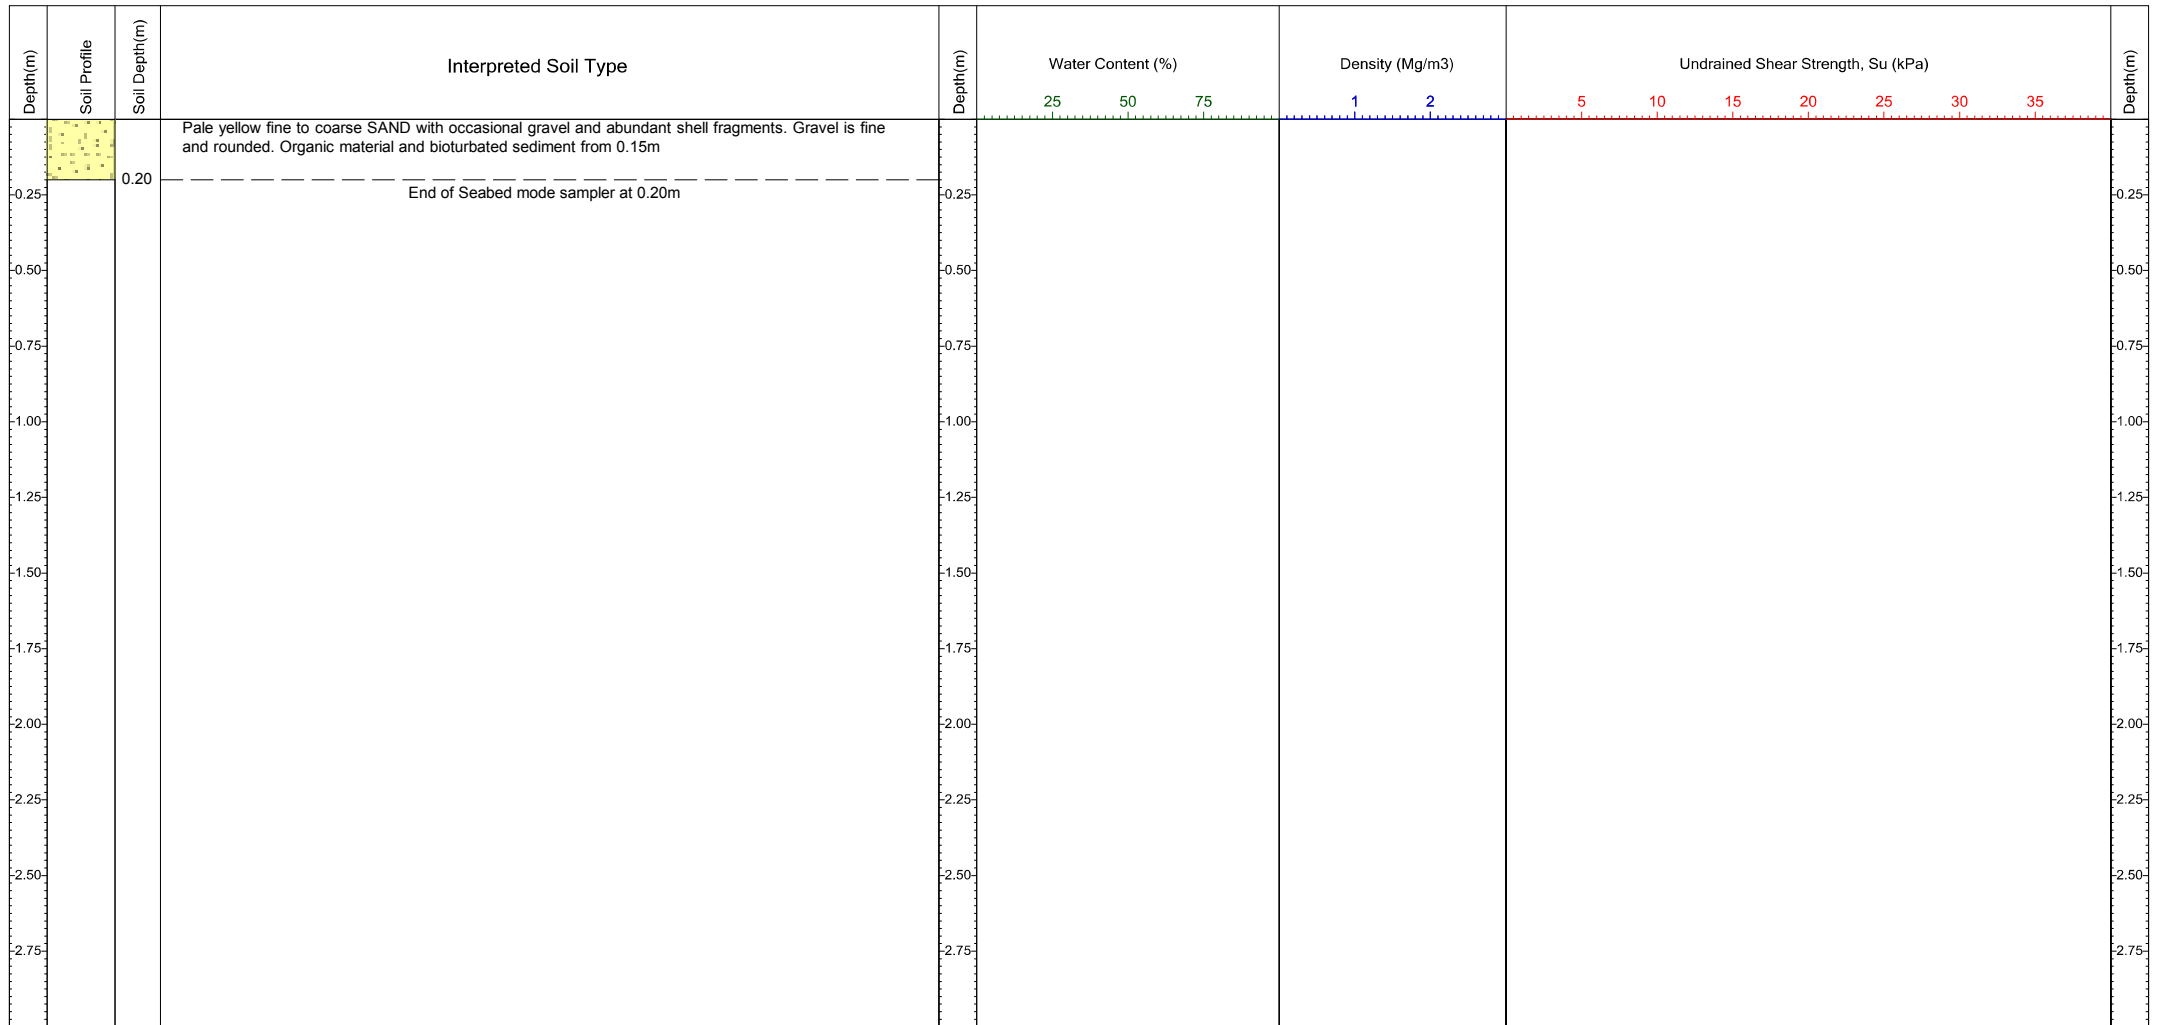 Depth(m)
Soil Profile
Soil Depth(m)
Interpreted Soil Type
Depth(m)
Water Content (%)
25 50 75
Density (Mg/m3)
1 2
Undrained Shear Strength, Su (kPa)
5 10 15 20 25 30 35
Depth(m)
Pale yellow fine to coarse SAND with occasional gravel and abundant shell fragments. Gravel is fine
and rounded. Organic material and bioturbated sediment from 0.15m
0.20
End of Seabed mode sampler at 0.20m
0.25 0.25 0.25
0.50 0.50 0.50
0.75 0.75 0.75
1.00 1.00 1.00
1.25 1.25 1.25
1.50 1.50 1.50
1.75 1.75 1.75
2.00 2.00 2.00
2.25 2.25 2.25
2.50 2.50 2.50
2.75 2.75 2.75